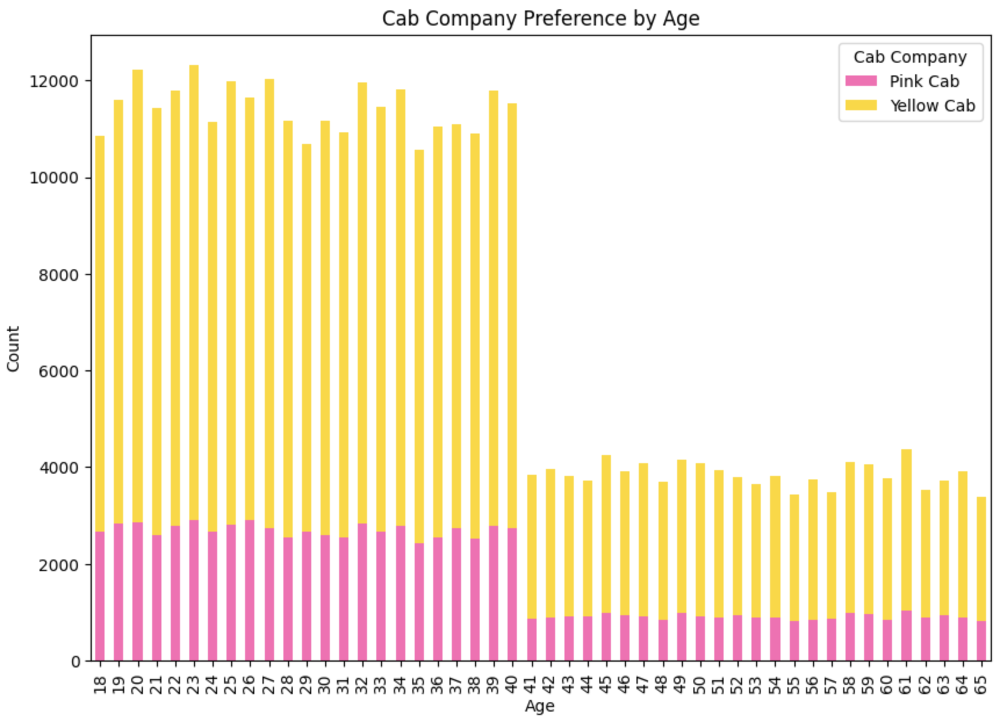 Cab Company Preference by Age
Cab Company
Pink Cab
Yellow Cab
12000
10000
8000
6000
4000
2000
0
Count
18 19 20 21 22 23 24 25 26 27 28 29 30 31 32 33 34 35 36 37 38 39 40 41 42 43 44 45 46 47 48 49 50 51 52 53 54 55 56 57 58 59 60 61 62 63 64 65
Age